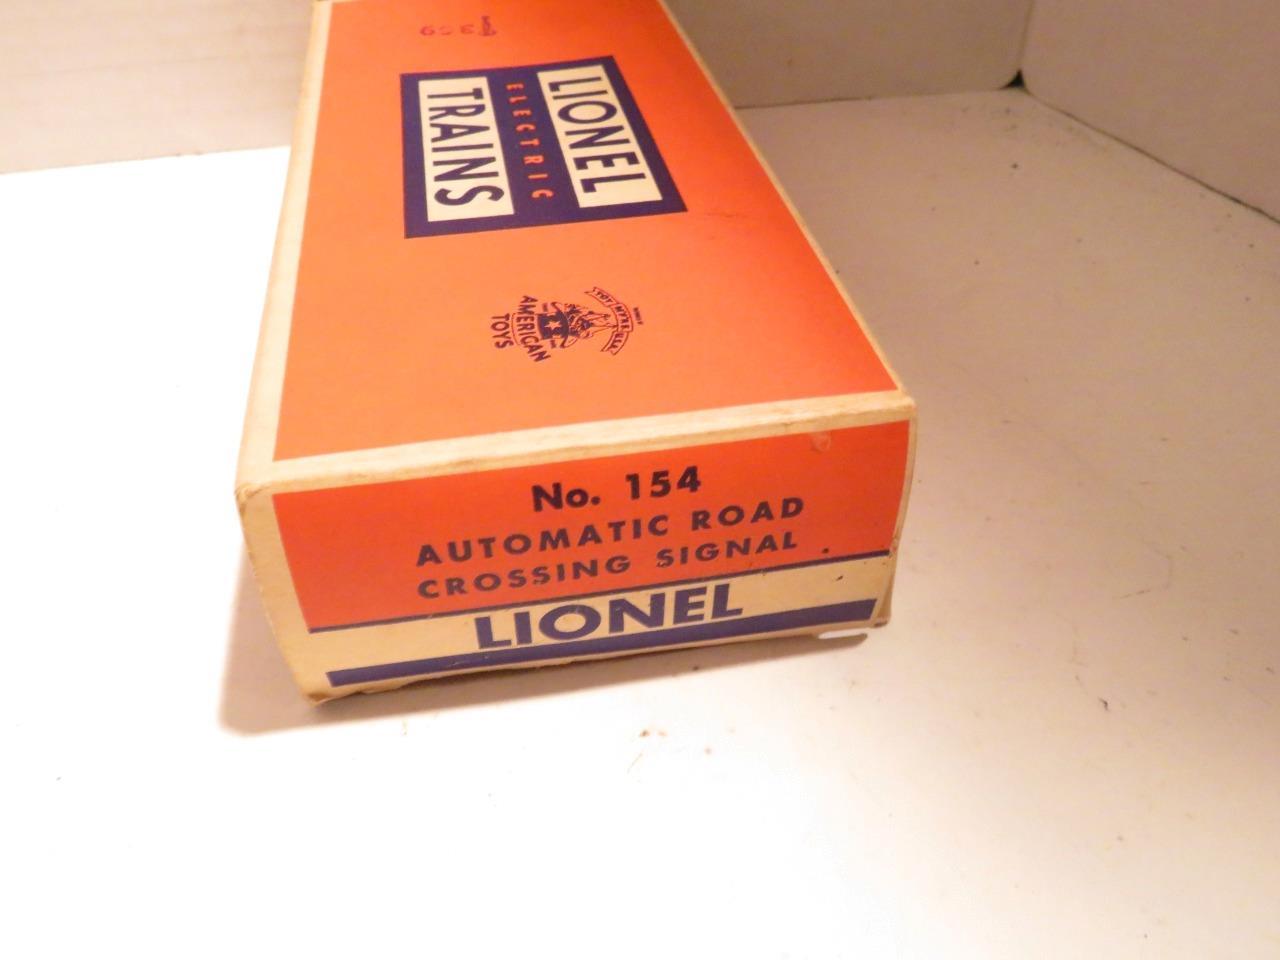 LIONEL
ELECTRIC
TRAINS
AMERICAN
TOYS
No. 154
AUTOMATIC ROAD
CROSSING SIGNAL
LIONEL